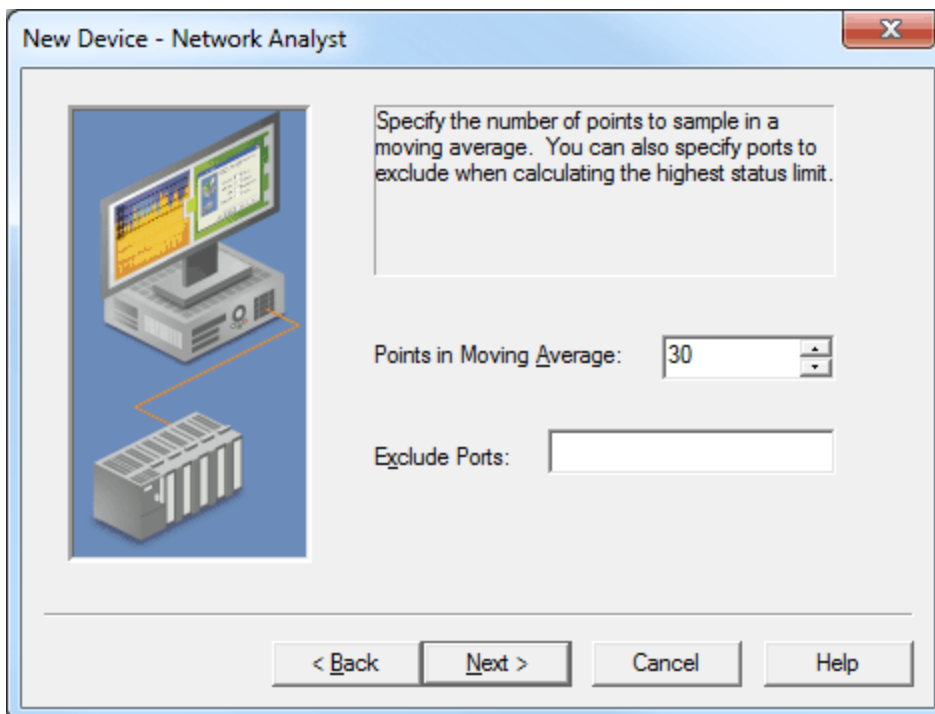 New Device - Network Analyst
Specify the number of points to sample in a
moving average. You can also specify ports to
exclude when calculating the highest status limit.
Points in Moving Average: 30
Exclude Ports:
< Back Next > Cancel Help